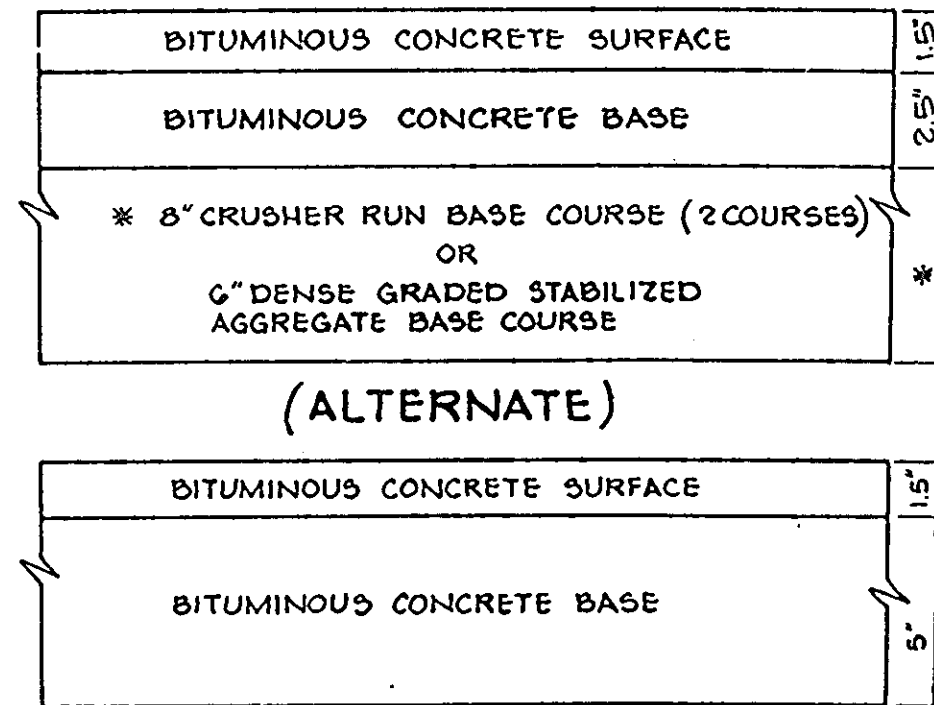 BITUMINOUS CONCRETE SURFACE
1.5"
BITUMINOUS CONCRETE BASE
2.5"
* 8" CRUSHER RUN BASE COURSE (2 COURSES)
OR
6" DENSE GRADED STABILIZED
AGGREGATE BASE COURSE
*
(ALTERNATE)
BITUMINOUS CONCRETE SURFACE
1.5"
BITUMINOUS CONCRETE BASE
5"